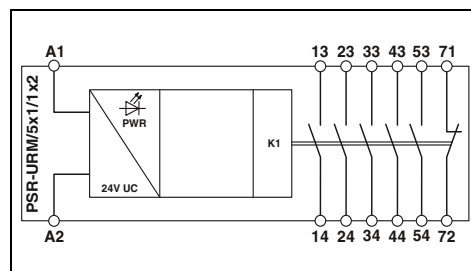 A1 13 23 33 43 53 71
PSR-URM/5x1/1x2
PWR
K1
24V UC
A2 14 24 34 44 54 72